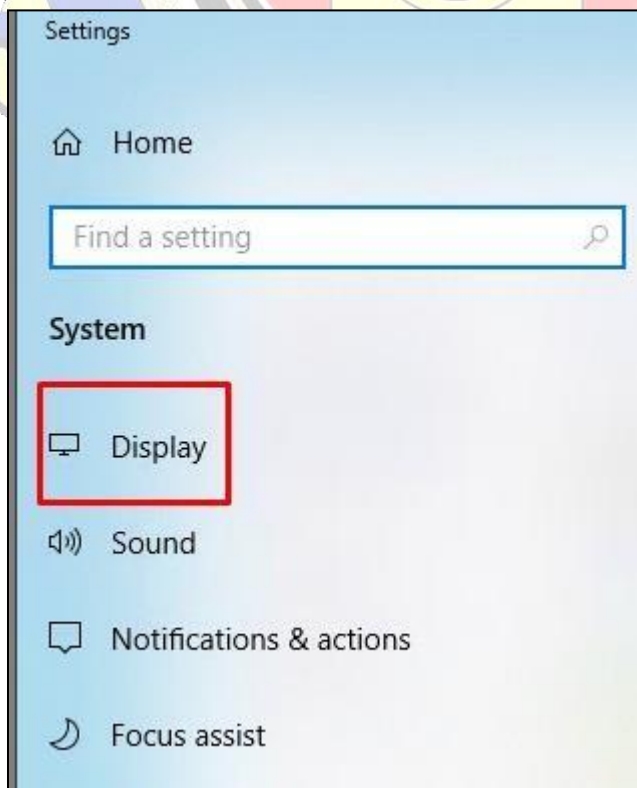 Settings
Home
Find a setting
System
Display
Sound
Notifications & actions
Focus assist